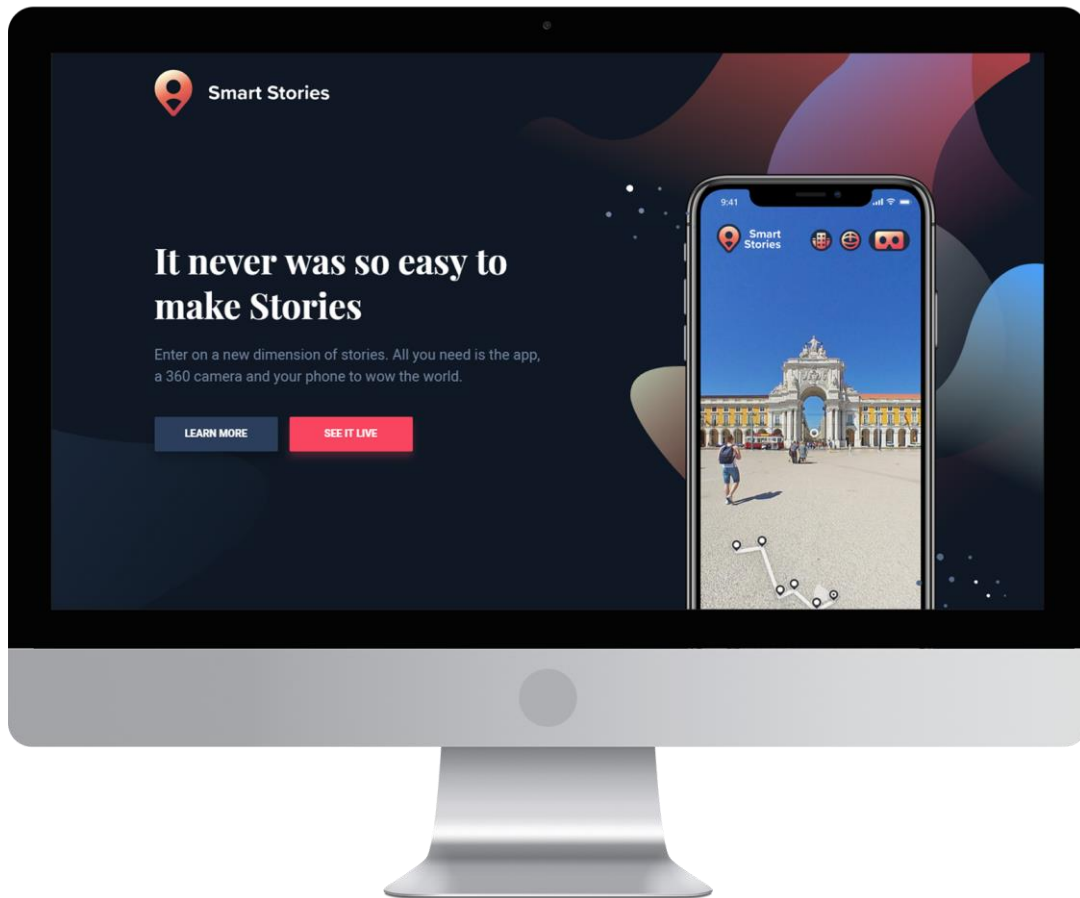 Smart Stories
It never was so easy to
make Stories
Enter on a new dimension of stories. All you need is the app,
a 360 camera and your phone to wow the world.
LEARN MORE
SEE IT LIVE
9:41
Smart
Stories